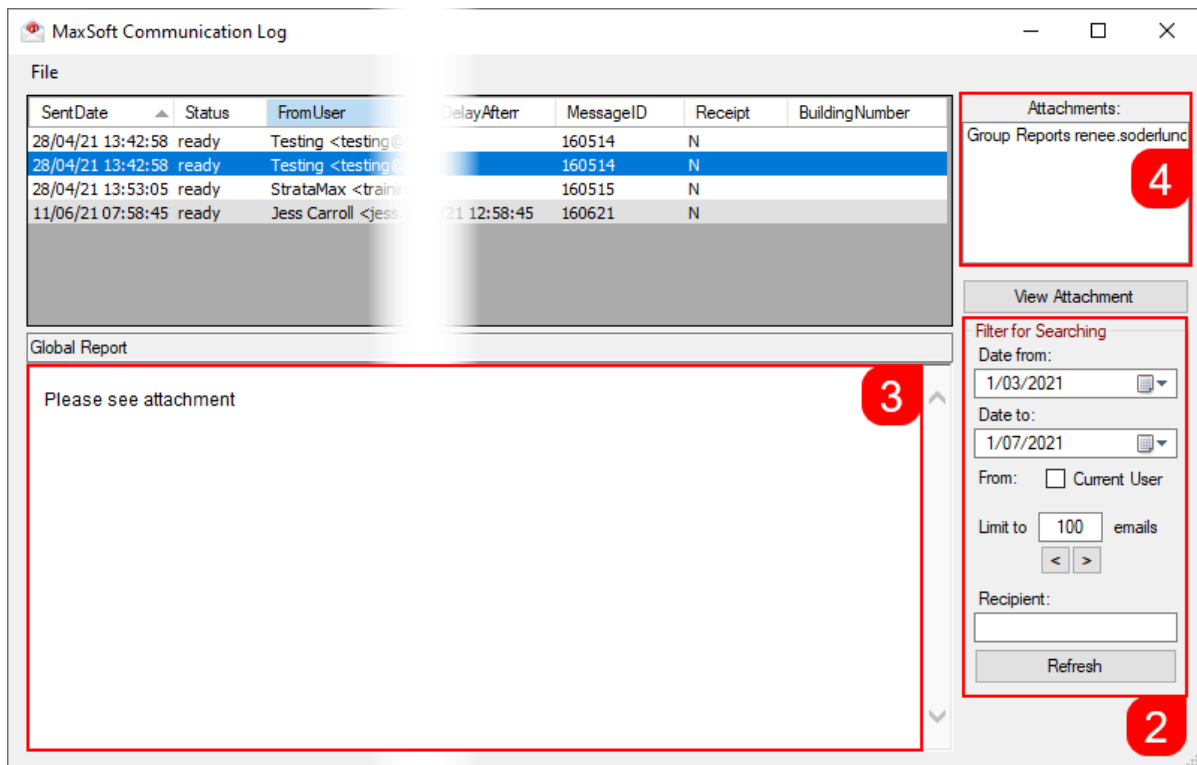 MaxSoft Communication Log
File
SentDate Status FromUser DelayAfterr MessageID Receipt BuildingNumber
28/04/21 13:42:58 ready Testing <testing@ 160514 N
28/04/21 13:42:58 ready Testing <testing@ 160514 N
28/04/21 13:53:05 ready StrataMax <training 160515 N
11/06/21 07:58:45 ready Jess Carroll <jess. /21 12:58:45 160621 N
Attachments:
Group Reports renee.soderlund
4
View Attachment
Global Report
Please see attachment
3
Filter for Searching
Date from:
1/03/2021
Date to:
1/07/2021
From: Current User
Limit to 100 emails
< >
Recipient:
Refresh
2